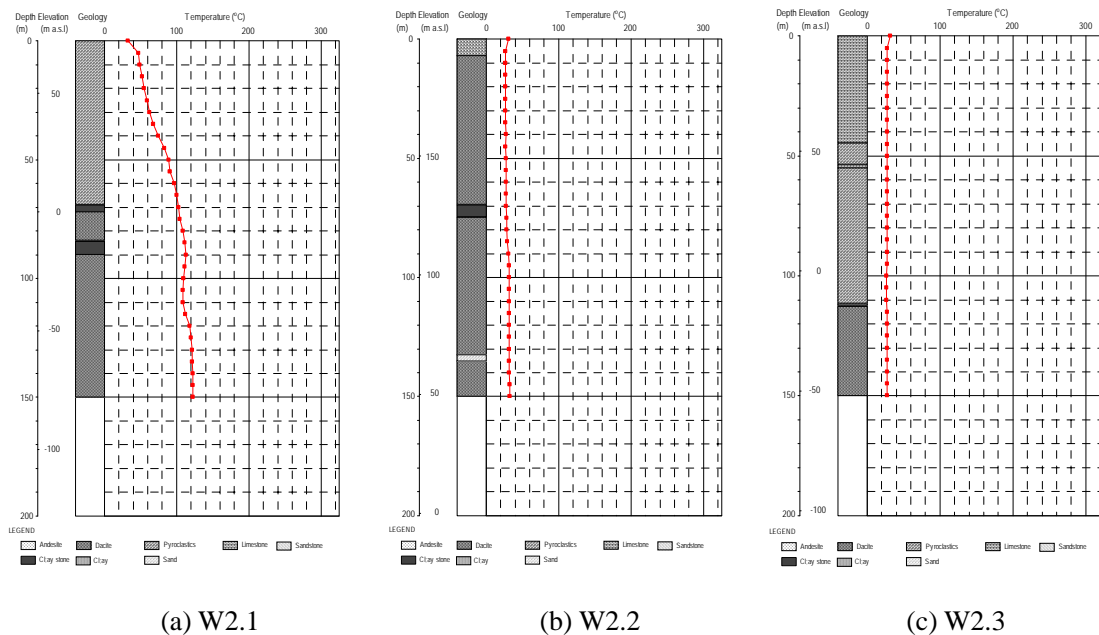 Depth Elevation Geology Temperature (°C)
(m) (m a.s.l) 0 100 200 300
0
50
50
0
100
-50
150
-100
200
LEGEND
Andesite Dacite Pyroclastics Limestone Sandstone
Clay stone Clay Sand
(a) W2.1
Depth Elevation Geology Temperature (°C)
(m) (m a.s.l) 0 100 200 300
0
50 150
100 100
150 50
200 0
LEGEND
Andesite Dacite Pyroclastics Limestone Sandstone
Clay stone Clay Sand
(b) W2.2
Depth Elevation Geology Temperature (°C)
(m) (m a.s.l) 0 100 200 300
0
50 50
100 0
150 -50
200 -100
LEGEND
Andesite Dacite Pyroclastics Limestone Sandstone
Clay stone Clay Sand
(c) W2.3